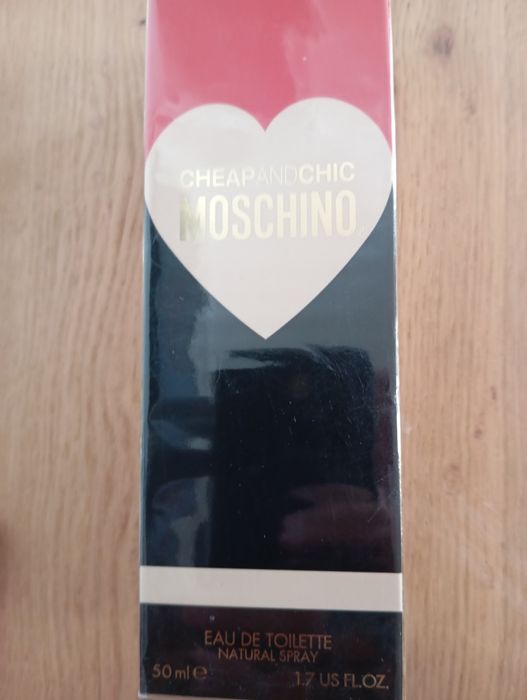 CHEAPANDCHIC
MOSCHINO
EAU DE TOILETTE
NATURAL SPRAY
50 ml e 1.7 US FL.OZ.